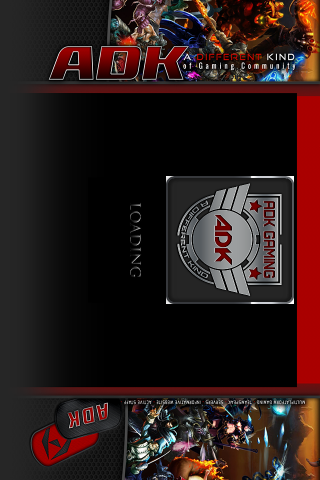 ADK
A DIFFERENT KIND
of Gaming Community
LOADING
ADK GAMING
ADK
A DIFFERENT KIND
MULTIPLATFORM GAMING TEAMSPEAK SERVERS INFORMATIVE WEBSITE ACTIVE STAFF
ADK